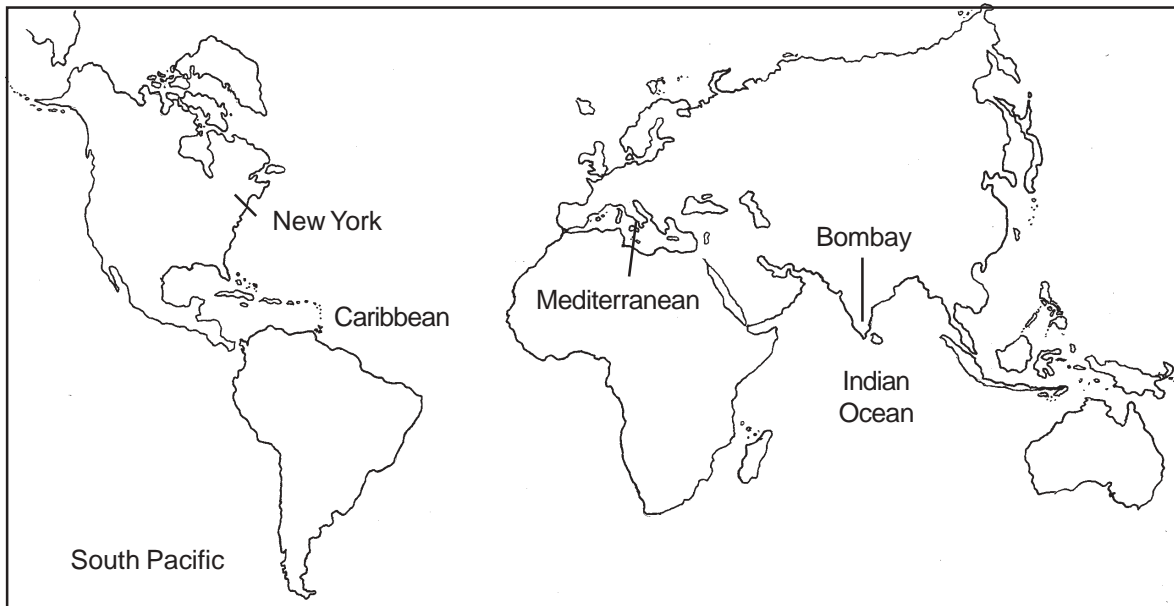 New York
Bombay
Mediterranean
Caribbean
Indian
Ocean
South Pacific